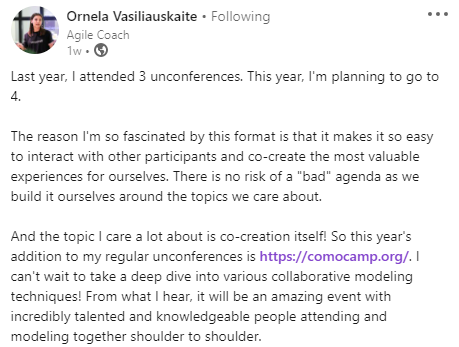 Ornela Vasiliauskaite • Following
Agile Coach
1w •
Last year, I attended 3 unconferences. This year, I'm planning to go to
4.
The reason I'm so fascinated by this format is that it makes it so easy
to interact with other participants and co-create the most valuable
experiences for ourselves. There is no risk of a "bad" agenda as we
build it ourselves around the topics we care about.
And the topic I care a lot about is co-creation itself! So this year's
addition to my regular unconferences is https://comocamp.org/. I
can't wait to take a deep dive into various collaborative modeling
techniques! From what I hear, it will be an amazing event with
incredibly talented and knowledgeable people attending and
modeling together shoulder to shoulder.